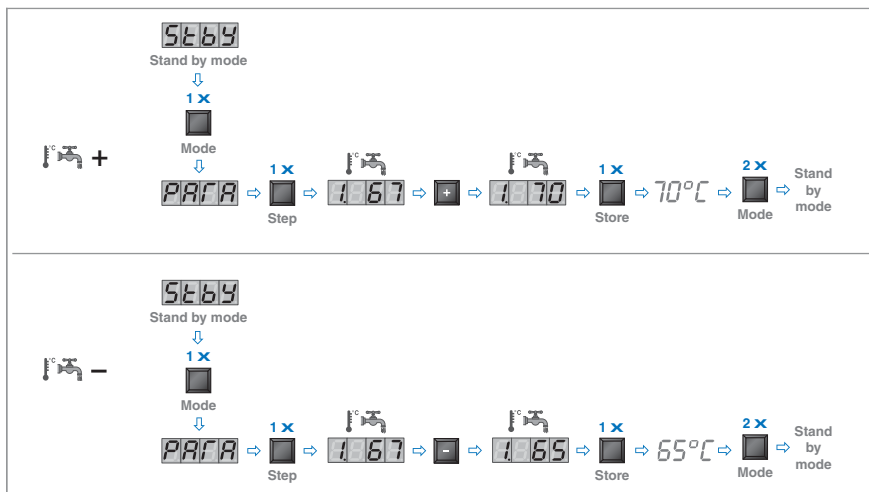 Stby
Stand by mode
1 x
Mode
°C +
1 x °C °C 1 x 2 x Stand
PARA 1. 67 + 1. 70 70°C by
Step Store Mode mode
Stby
Stand by mode
1 x
Mode
°C –
1 x °C °C 1 x 2 x Stand
PARA 1. 67 - 1. 65 65°C by
Step Store Mode mode